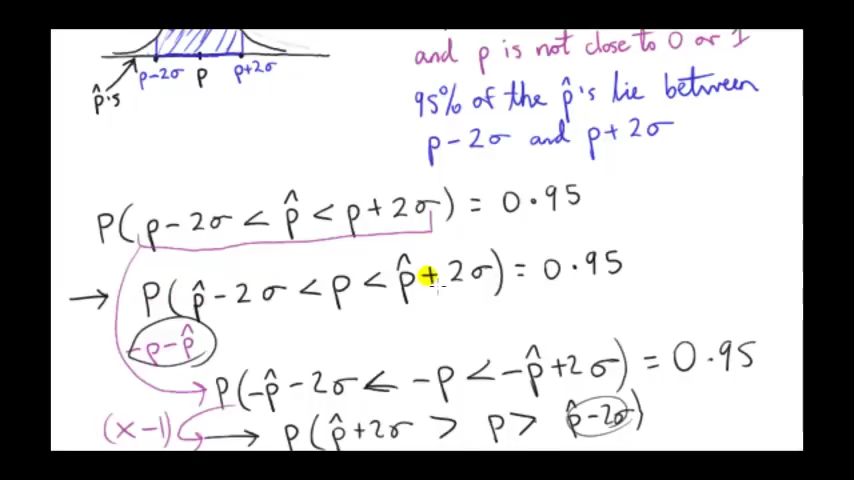 and p is not close to 0 or 1
p-2σ p p+2σ
p̂'s
95% of the p̂'s lie between
p-2σ and p+2σ
P(p-2σ < p̂ < p+2σ) = 0.95
→ P(p̂-2σ < p < p̂+2σ) = 0.95
-p-p̂
P(-p̂-2σ < -p < -p̂+2σ) = 0.95
(x-1) → P(p̂+2σ > p > p̂-2σ)